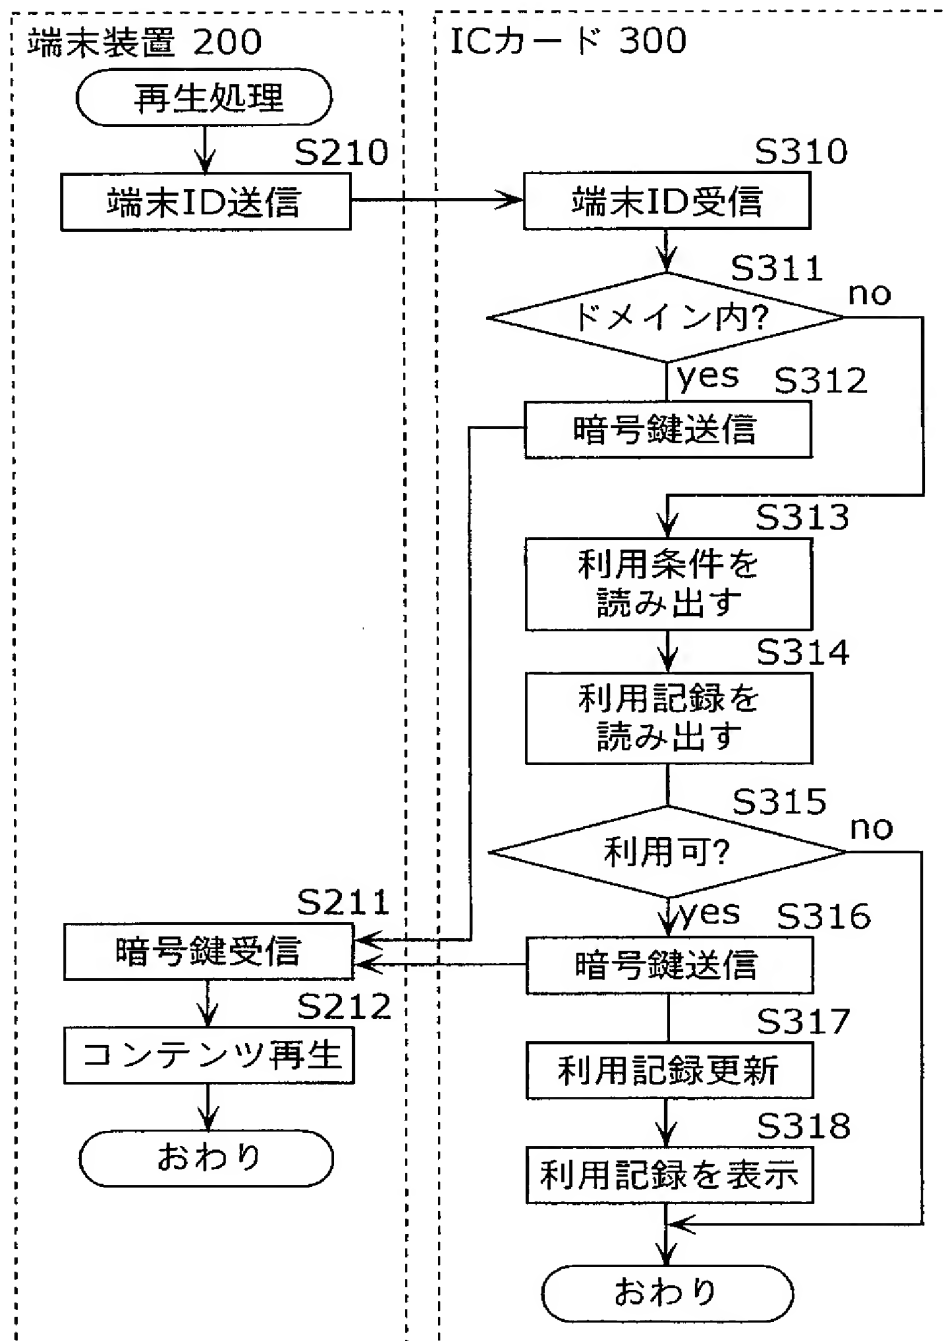 端末装置 200
再生処理
S210
端末ID送信
ICカード 300
S310
端末ID受信
S311
ドメイン内?
no
yes
S312
暗号鍵送信
S313
利用条件を
読み出す
S314
利用記録を
読み出す
S315
利用可?
no
yes
S316
暗号鍵送信
S211
暗号鍵受信
S212
コンテンツ再生
おわり
S317
利用記録更新
S318
利用記録を表示
おわり